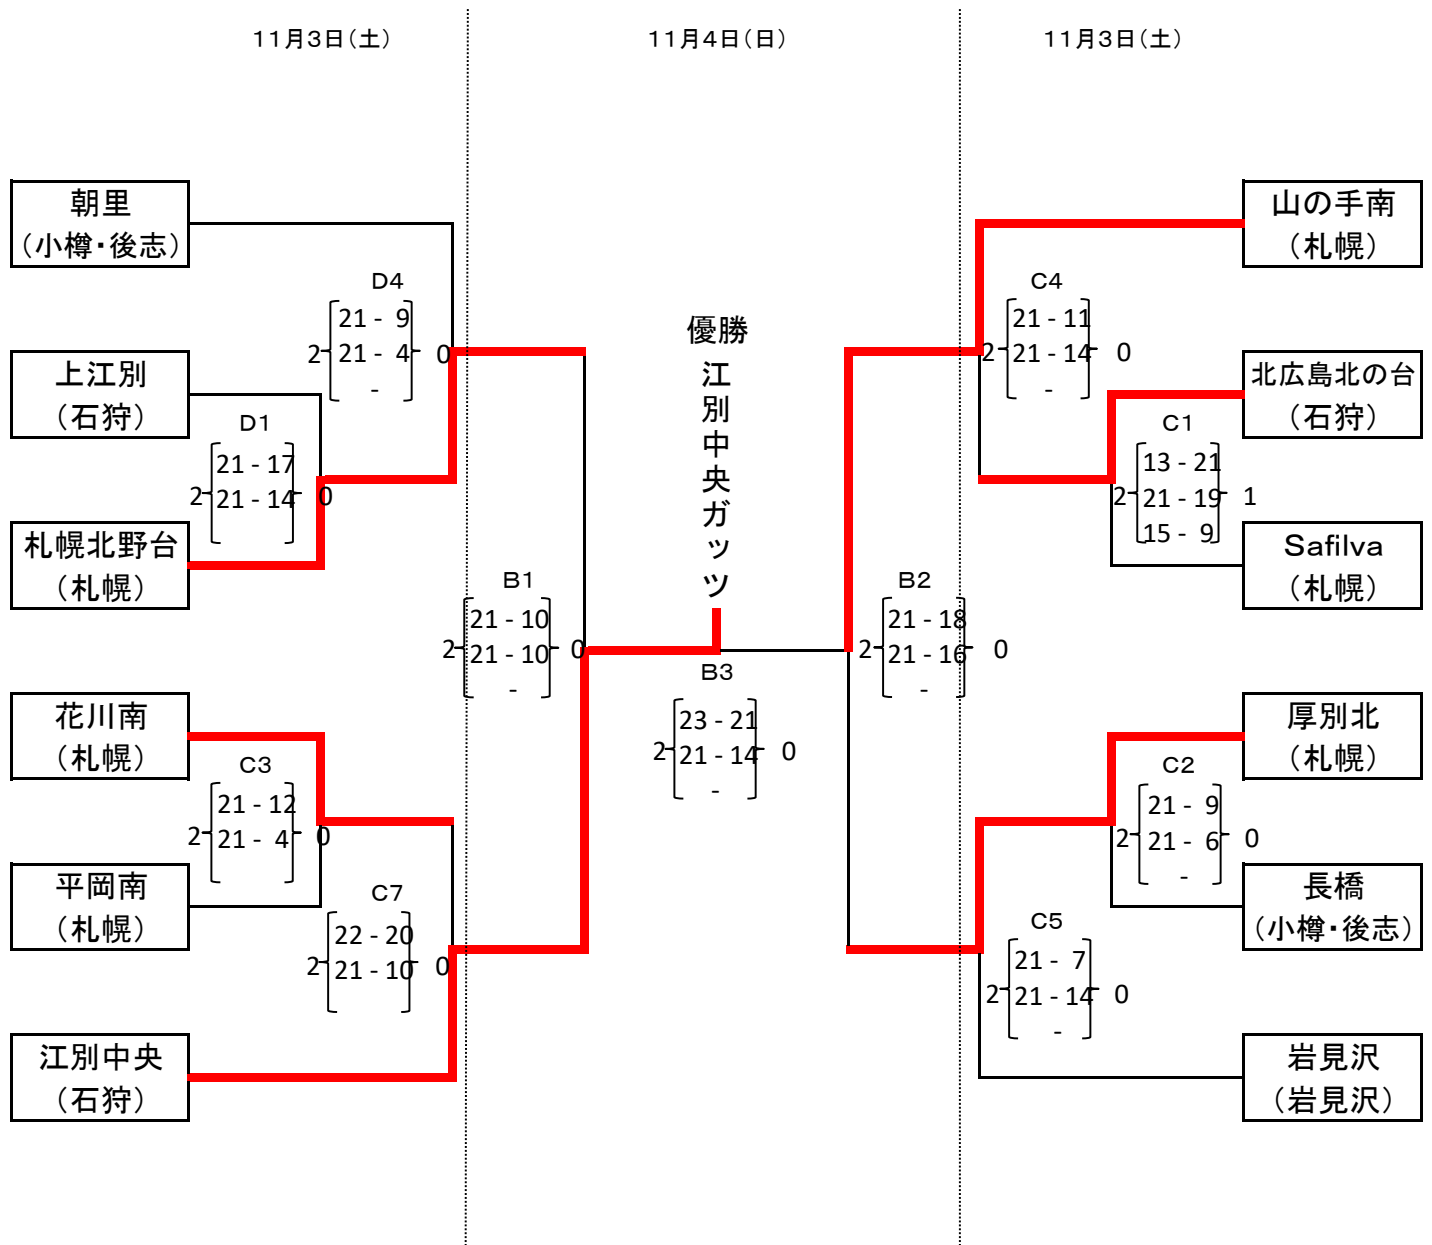 11月3日(土)
11月4日(日)
11月3日(土)
朝里
(小樽・後志)
D4
21 - 9
2 21 - 4 0
-
上江別
(石狩)
D1
21 - 17
2 21 - 14 0
札幌北野台
(札幌)
B1
21 - 10
2 21 - 10 0
-
花川南
(札幌)
C3
21 - 12
2 21 - 4 0
平岡南
(札幌)
C7
22 - 20
2 21 - 10 0
江別中央
(石狩)
優勝
江別中央ガッツ
B3
23 - 21
2 21 - 14 0
-
山の手南
(札幌)
C4
21 - 11
2 21 - 14 0
-
北広島北の台
(石狩)
C1
13 - 21
2 21 - 19 1
15 - 9
Safilva
(札幌)
B2
21 - 18
2 21 - 16 0
-
厚別北
(札幌)
C2
21 - 9
2 21 - 6 0
-
長橋
(小樽・後志)
C5
21 - 7
2 21 - 14 0
-
岩見沢
(岩見沢)